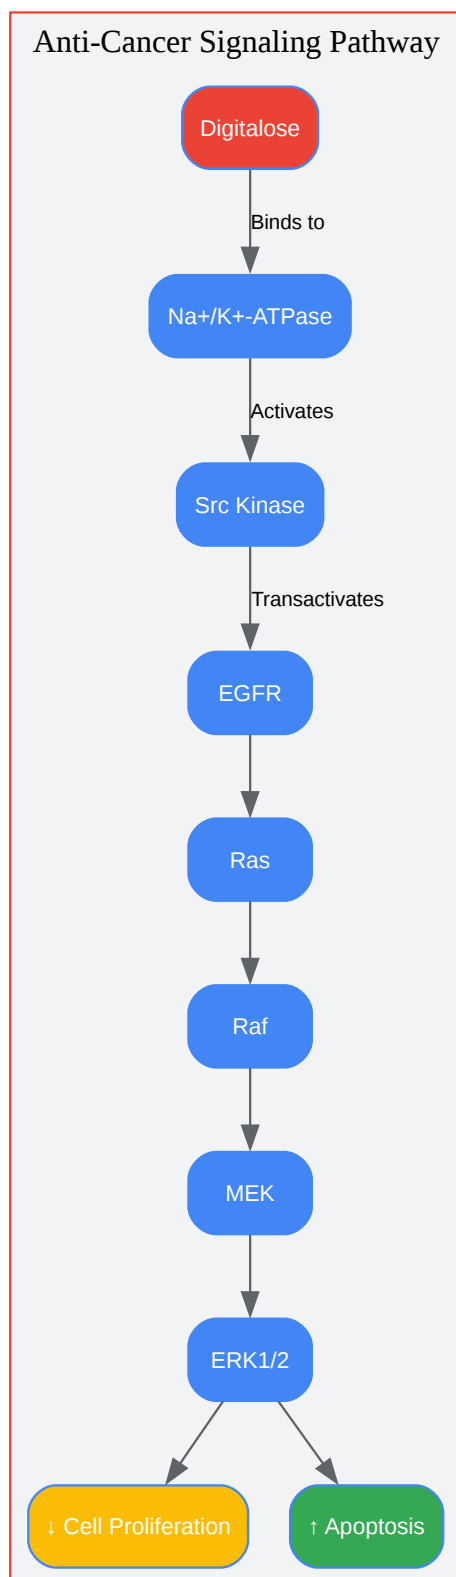 Anti-Cancer Signaling Pathway
Digitalose
Binds to
Na+/K+-ATPase
Activates
Src Kinase
Transactivates
EGFR
Ras
Raf
MEK
ERK1/2
↓ Cell Proliferation
↑ Apoptosis